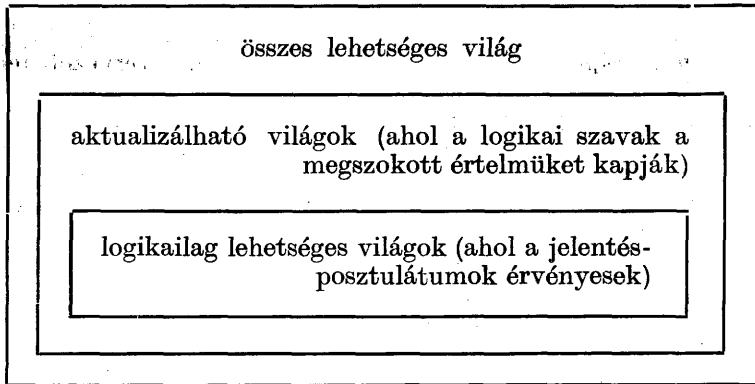 összes lehetséges világ
aktualizálható világok (ahol a logikai szavak a
megszokott értelmüket kapják)
logikailag lehetséges világok (ahol a jelentés-
posztulátumok érvényesek)